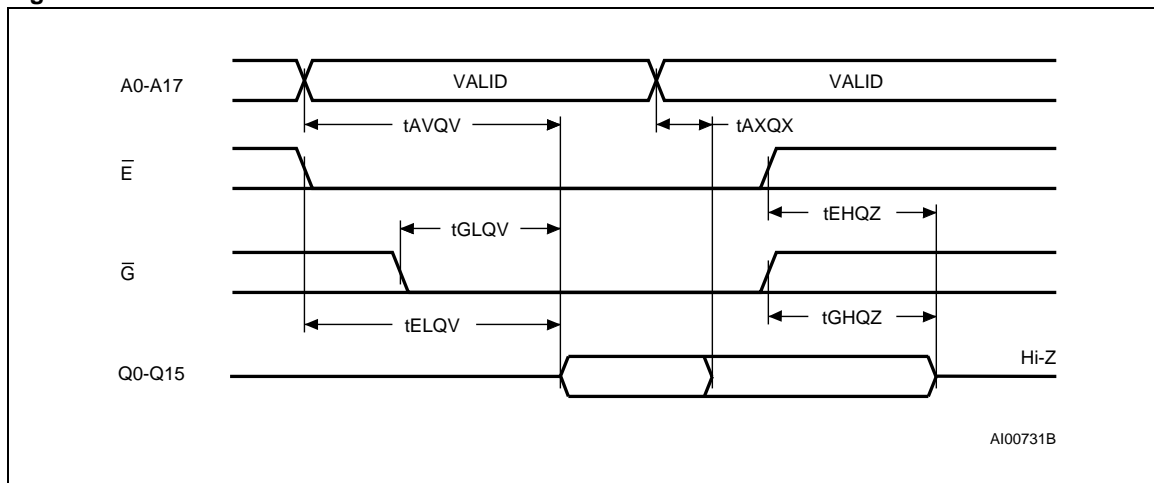 A0-A17
VALID
VALID
tAVQV
tAXQX
E̅
tEHQZ
tGLQV
G̅
tGHQZ
tELQV
Hi-Z
Q0-Q15
AI00731B